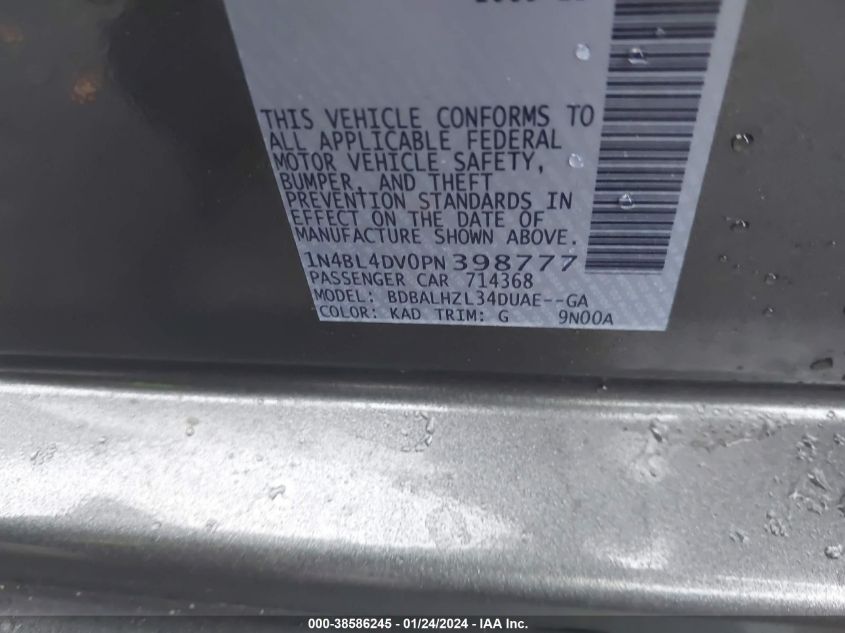 THIS VEHICLE CONFORMS TO
ALL APPLICABLE FEDERAL
MOTOR VEHICLE SAFETY,
BUMPER, AND THEFT
PREVENTION STANDARDS IN
EFFECT ON THE DATE OF
MANUFACTURE SHOWN ABOVE.
1N4BL4DV0PN398777
PASSENGER CAR 714368
MODEL: BDBALHZL34DUAE--GA
COLOR: KAD TRIM: G 9N00A
000-38586245 - 01/24/2024 - IAA Inc.